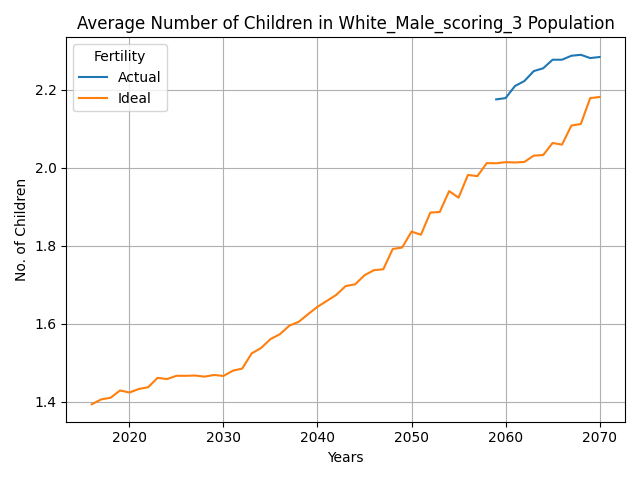 Average Number of Children in White_Male_scoring_3 Population
Fertility
Actual
Ideal
No. of Children
2.2
2.0
1.8
1.6
1.4
2020 2030 2040 2050 2060 2070
Years